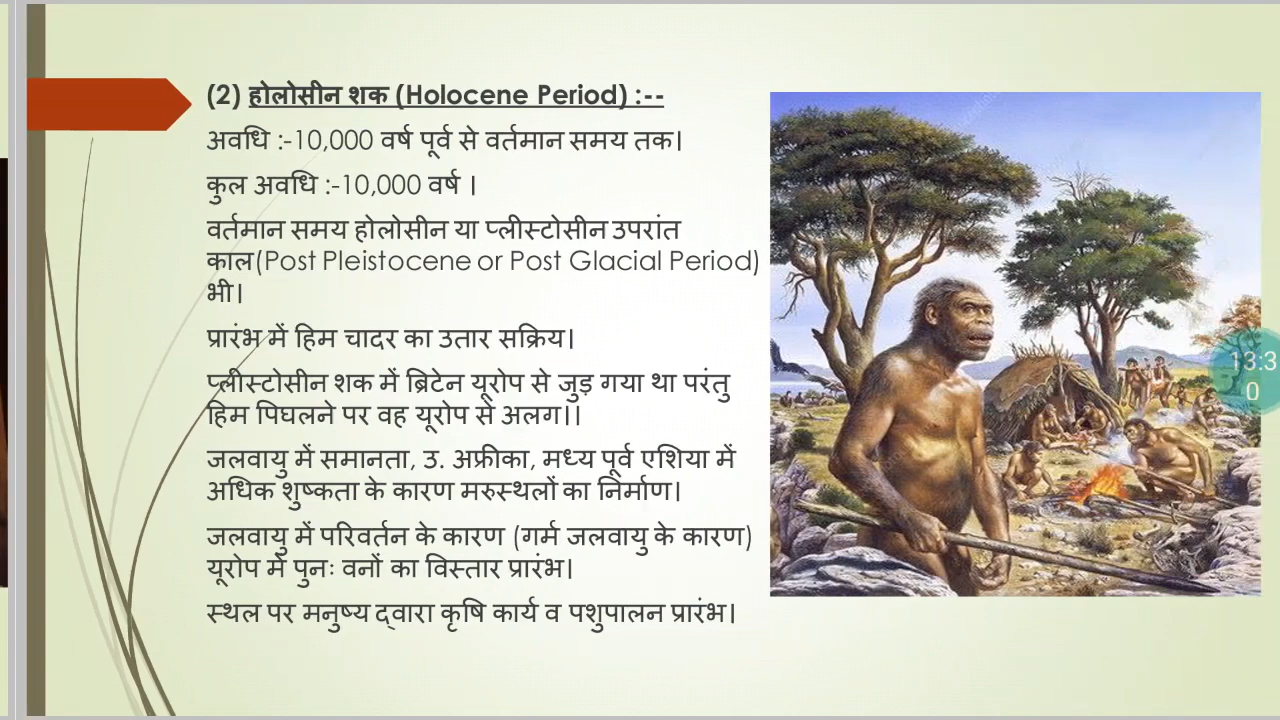 (2) होलोसीन शक (Holocene Period) :--
अवधि :-10,000 वर्ष पूर्व से वर्तमान समय तक।
कुल अवधि :-10,000 वर्ष ।
वर्तमान समय होलोसीन या प्लीस्टोसीन उपरांत
काल(Post Pleistocene or Post Glacial Period)
भी।
प्रारंभ में हिम चादर का उतार सक्रिय।
प्लीस्टोसीन शक में ब्रिटेन यूरोप से जुड़ गया था परंतु
हिम पिघलने पर वह यूरोप से अलग।।
जलवायु में समानता, उ. अफ्रीका, मध्य पूर्व एशिया में
अधिक शुष्कता के कारण मरुस्थलों का निर्माण।
जलवायु में परिवर्तन के कारण (गर्म जलवायु के कारण)
यूरोप में पुनः वनों का विस्तार प्रारंभ।
स्थल पर मनुष्य द्वारा कृषि कार्य व पशुपालन प्रारंभ।
13:3
0